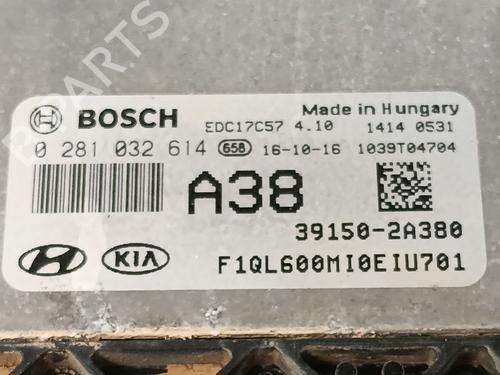 BOSCH EDC17C57 4.10 Made in Hungary
1414 0531
0 281 032 614 658 16-10-16 1039T04704
A38
39150-2A380
KIA F1QL600MI0EIU701
B PARTS